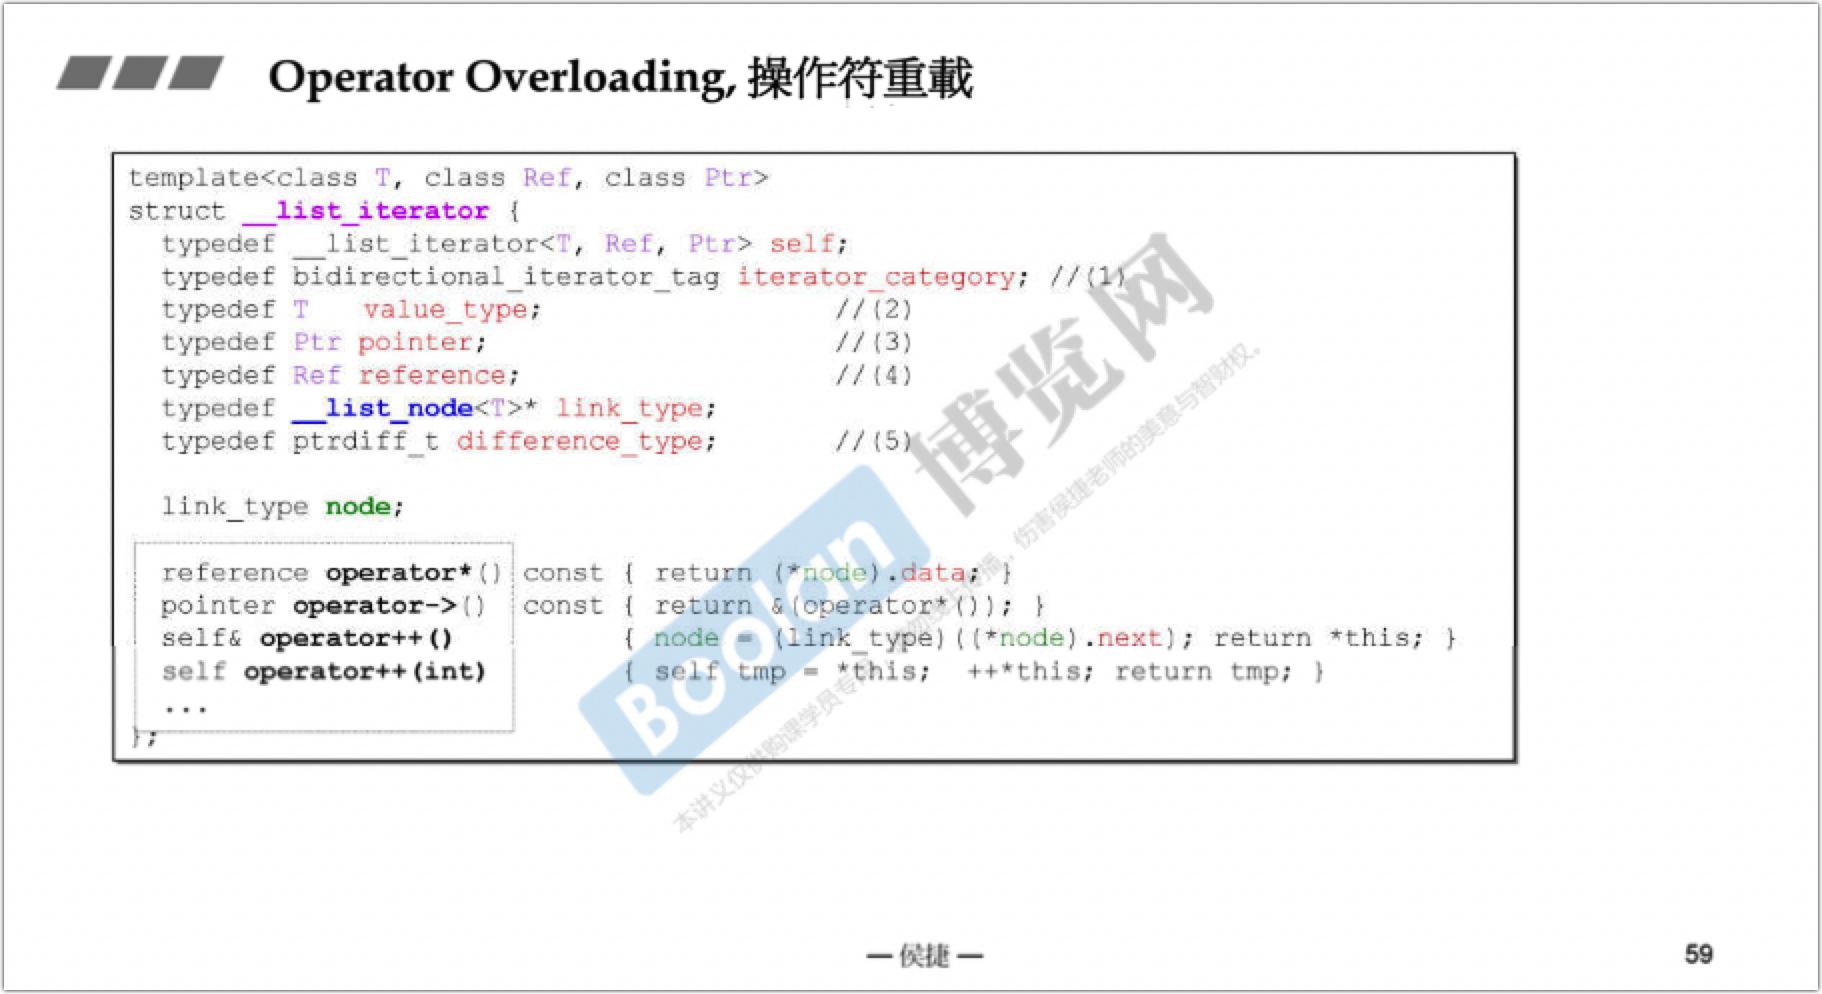 Operator Overloading, 操作符重載
template<class T, class Ref, class Ptr>
struct __list_iterator {
typedef __list_iterator<T, Ref, Ptr> self;
typedef bidirectional_iterator_tag iterator_category; //(1)
typedef T value_type; //(2)
typedef Ptr pointer; //(3)
typedef Ref reference; //(4)
typedef __list_node<T>* link_type;
typedef ptrdiff_t difference_type; //(5)
link_type node;
reference operator*() const { return (*node).data; }
pointer operator->() const { return &(operator*()); }
self& operator++() { node = (link_type)((*node).next); return *this; }
self operator++(int) { self tmp = *this; ++*this; return tmp; }
...
};
Boolan 博览网
本讲义仅供购课学员专 勿 上传播，伤害侯捷老师的美意与智财权。
— 侯捷 —
59